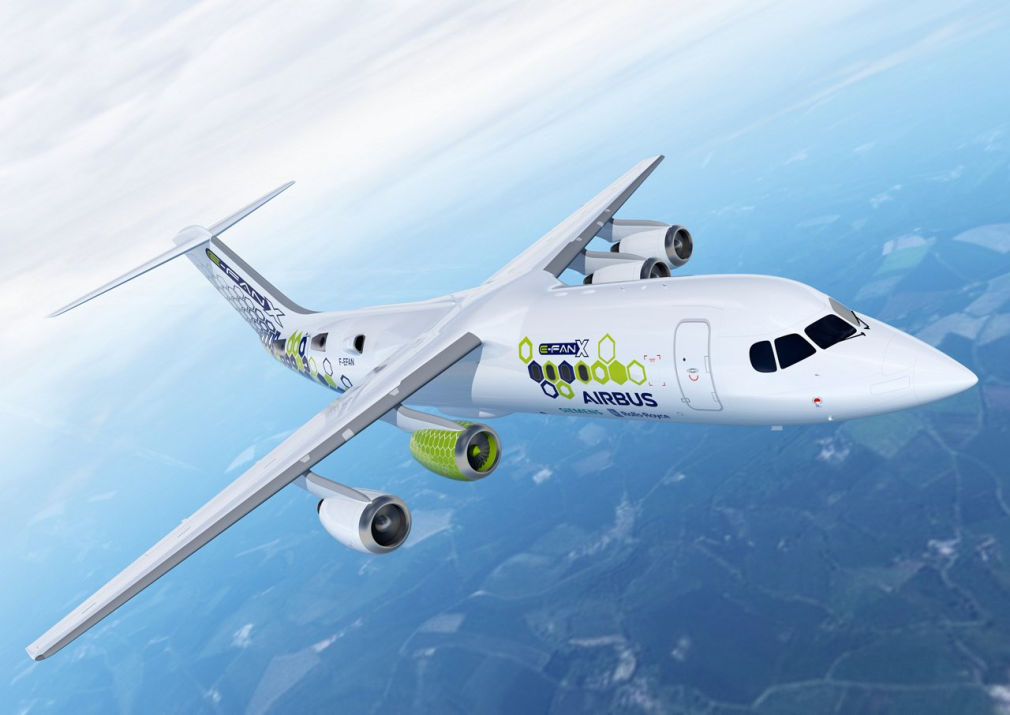 E-FAN X
F-EFAN
E-FAN X
AIRBUS
SIEMENS Rolls-Royce